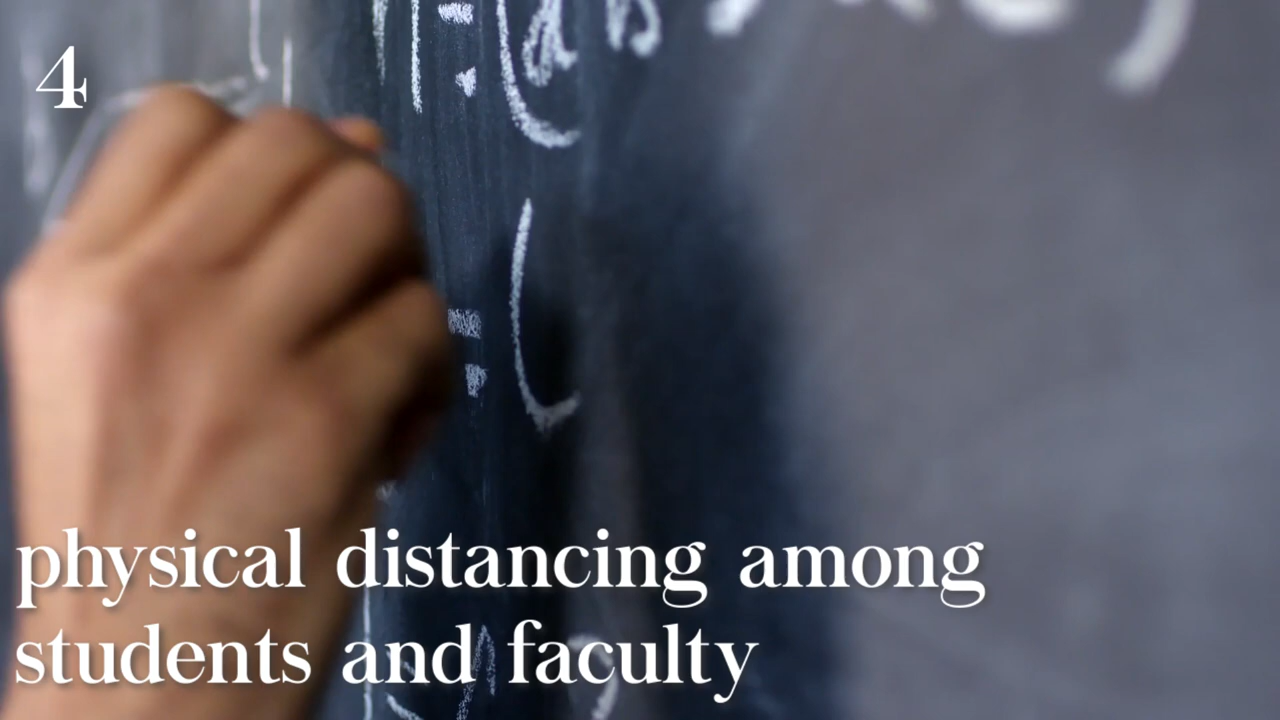 4
physical distancing among
students and faculty